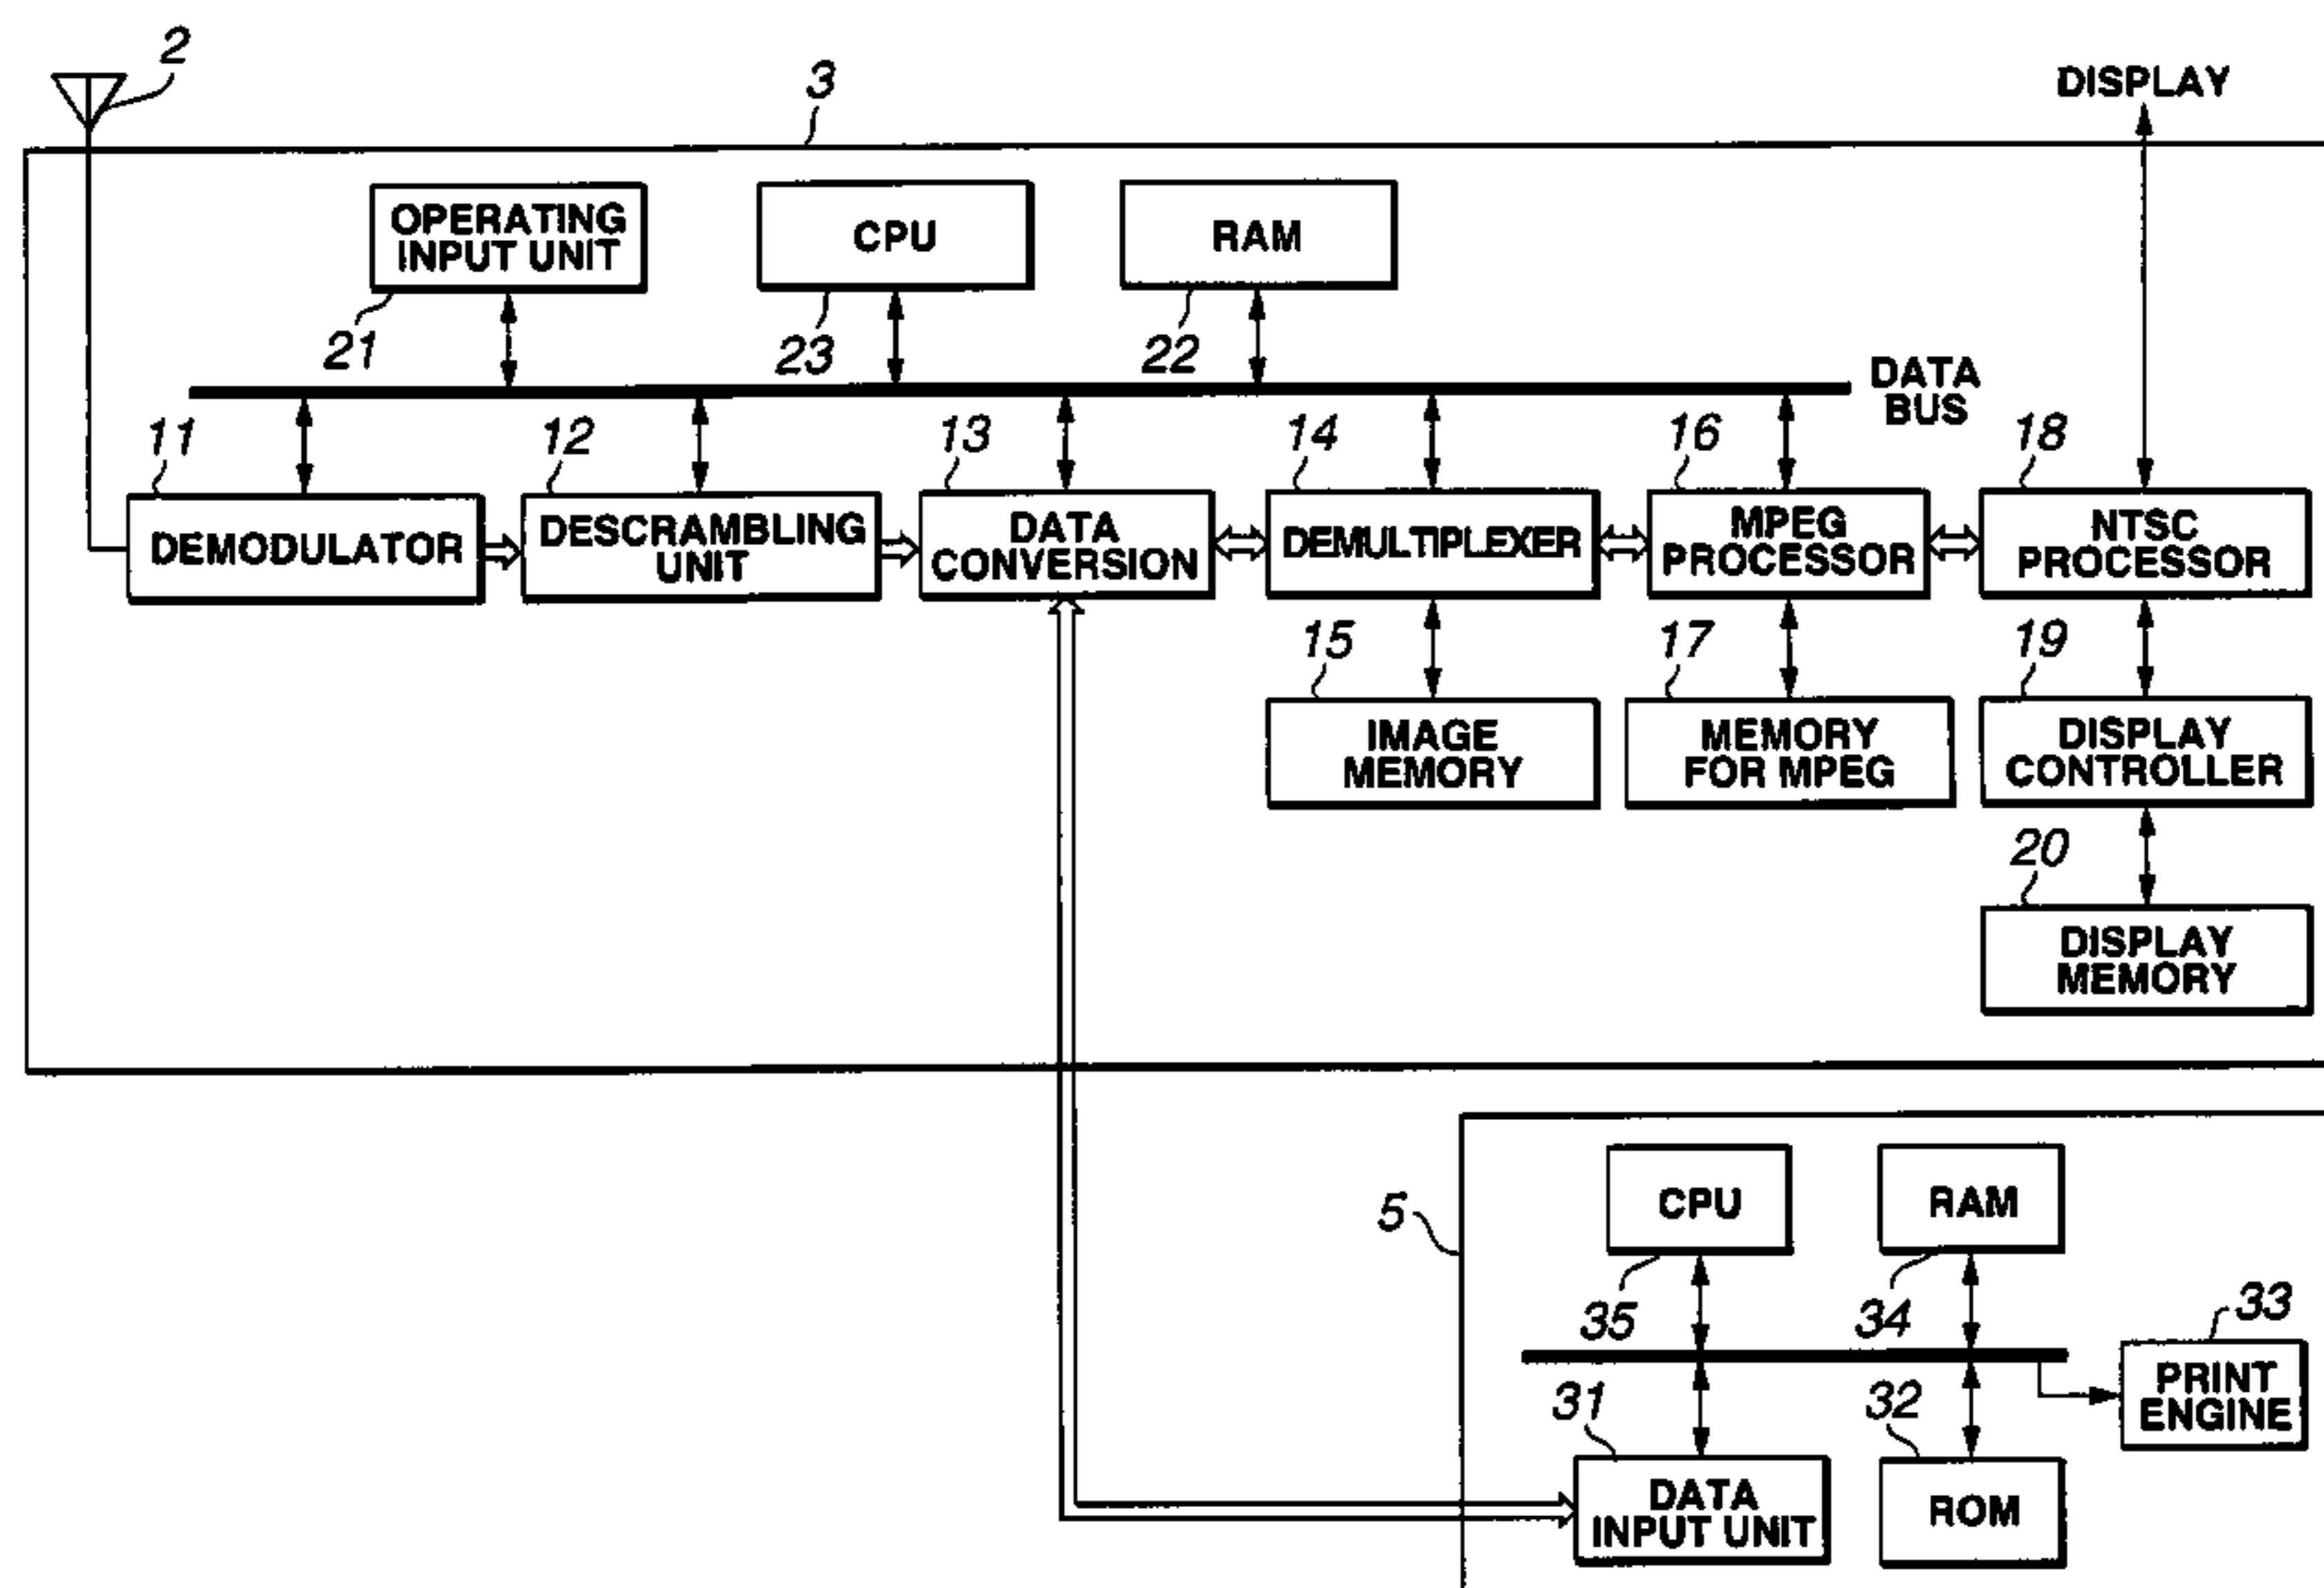 2
3
DISPLAY
OPERATING
INPUT UNIT
CPU
RAM
21
23
22
DATA
BUS
11
12
13
14
16
18
DEMODULATOR
DESCRAMBLING
UNIT
DATA
CONVERSION
DEMULTIPLEXER
MPEG
PROCESSOR
NTSC
PROCESSOR
15
17
19
IMAGE
MEMORY
MEMORY
FOR MPEG
DISPLAY
CONTROLLER
20
DISPLAY
MEMORY
5
CPU
RAM
35
34
33
PRINT
ENGINE
31
32
DATA
INPUT UNIT
ROM